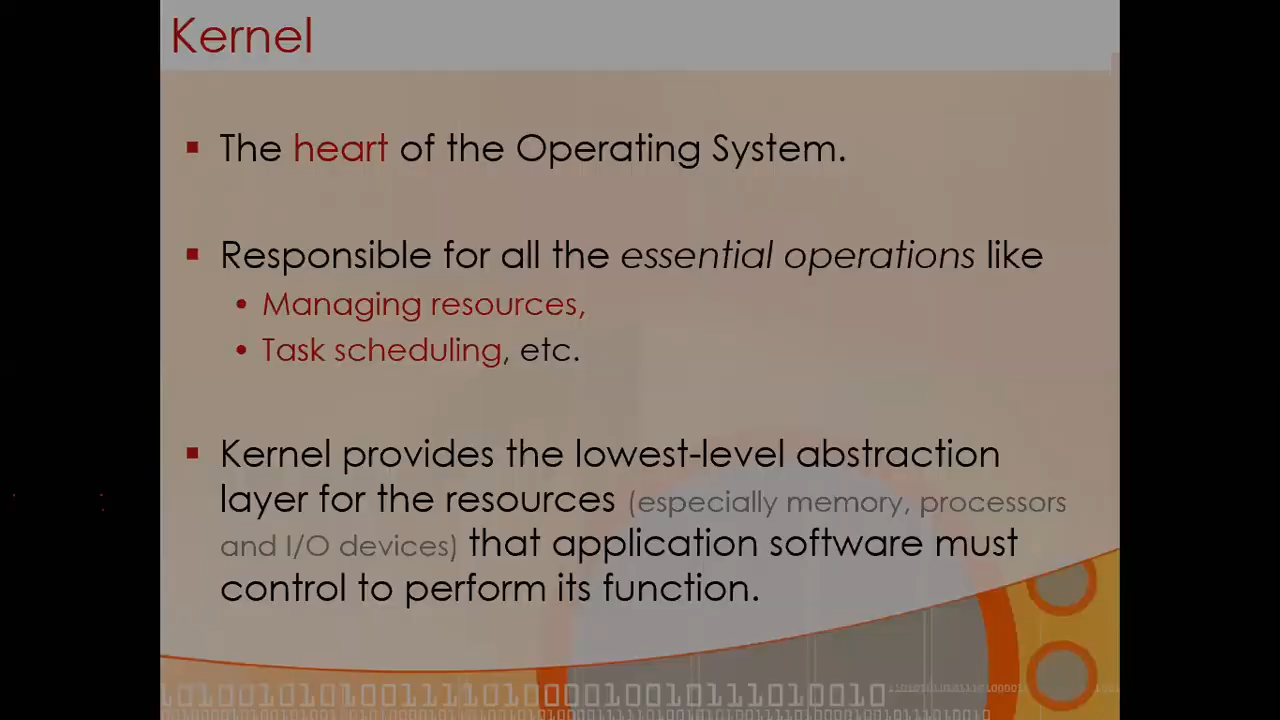 Kernel
The heart of the Operating System.
Responsible for all the essential operations like
Managing resources,
Task scheduling, etc.
Kernel provides the lowest-level abstraction
layer for the resources (especially memory, processors
and I/O devices) that application software must
control to perform its function.